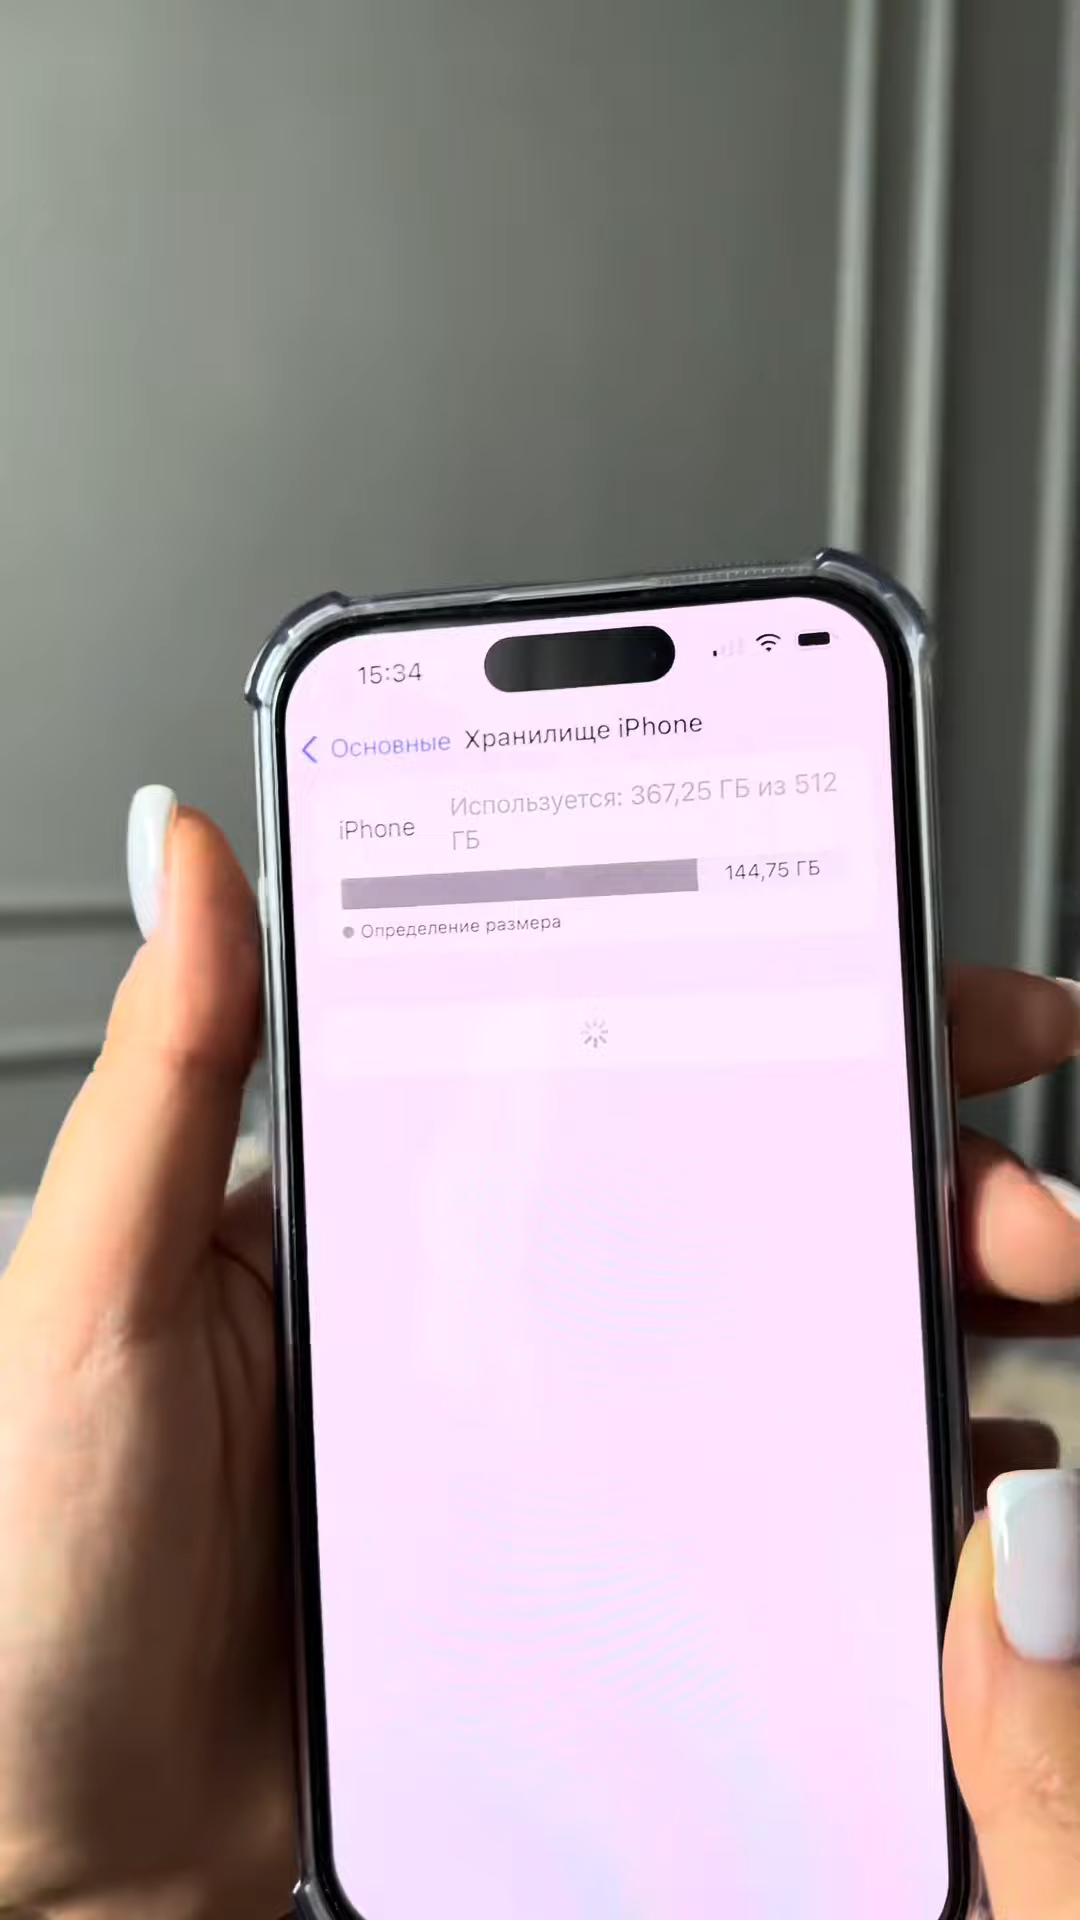 15:34
Основные Хранилище iPhone
iPhone
Используется: 367,25 ГБ из 512
ГБ
144,75 ГБ
Определение размера